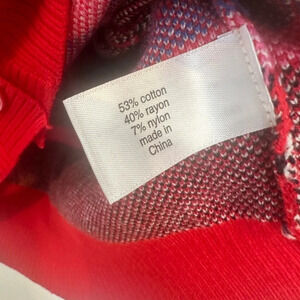 53% cotton
40% rayon
7% nylon
made in
China